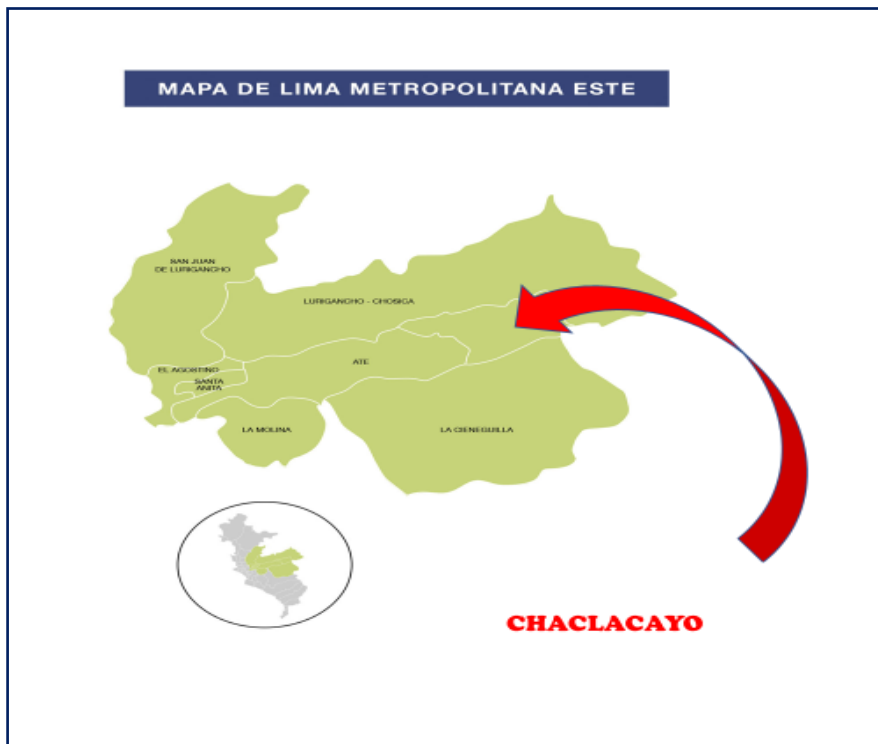 MAPA DE LIMA METROPOLITANA ESTE
SAN JUAN
DE LURIGANCHO
LURIGANCHO - CHOSICA
ATE
EL AGOSTINO
SANTA
ANITA
LA MOLINA
LA CIENEGUILLA
CHACLACAYO